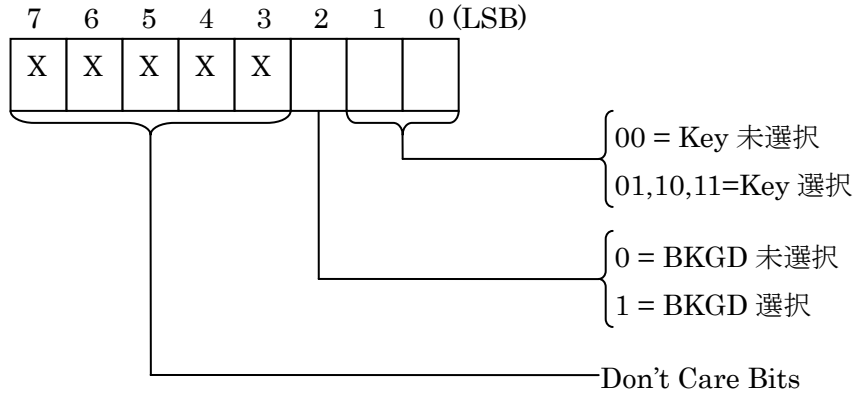 7 6 5 4 3 2 1 0 (LSB)
X X X X X
00 = Key 未選択
01,10,11=Key 選択
0 = BKGD 未選択
1 = BKGD 選択
Don't Care Bits